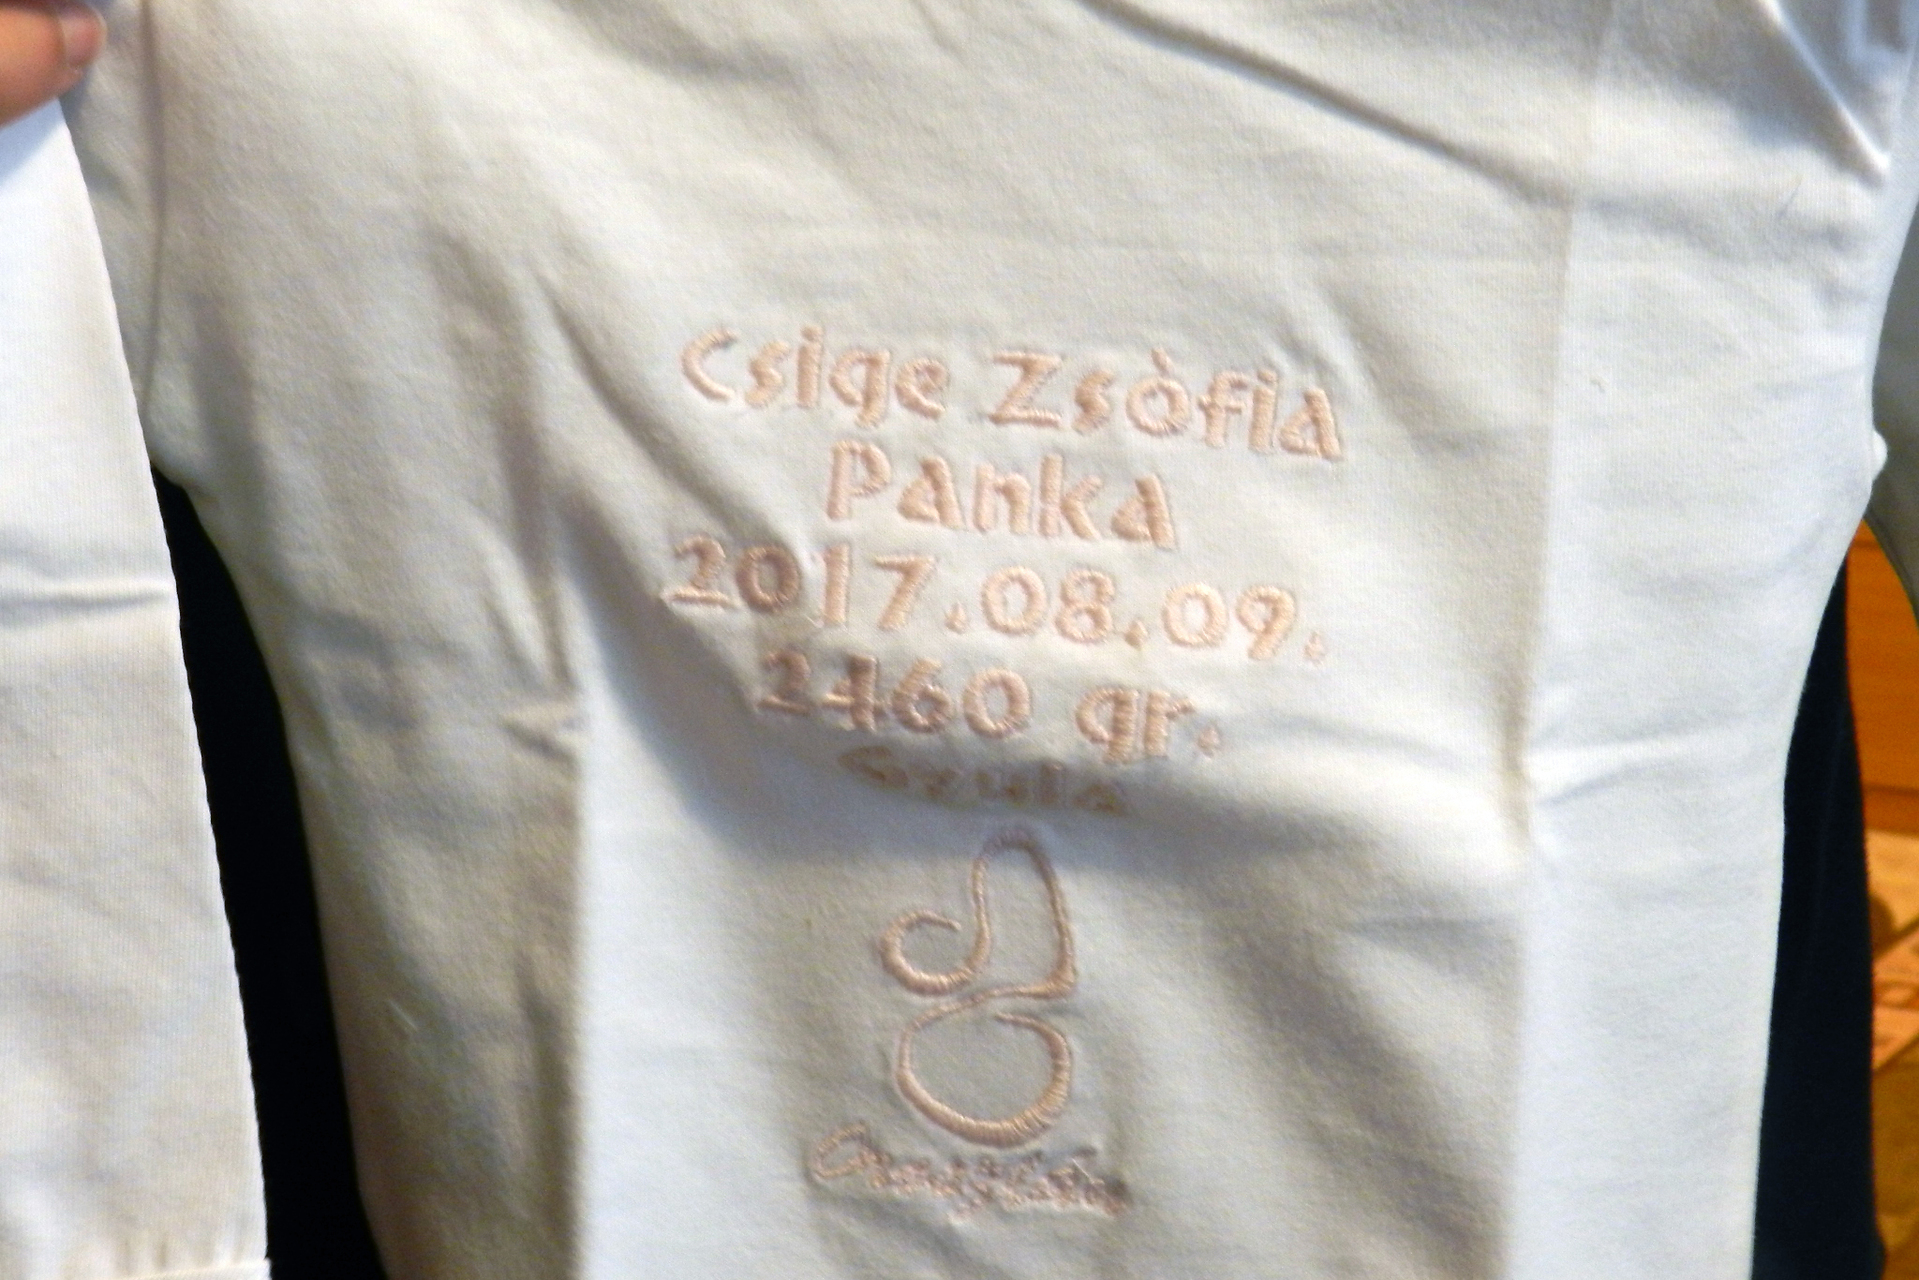 Csige Zsòfia
Panka
2017.08.09.
2460 gr.
Gyula